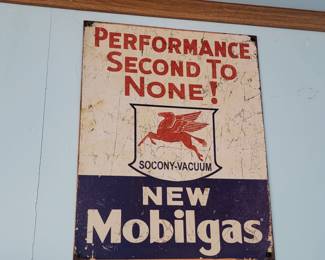 PERFORMANCE
SECOND TO
NONE!
SOCONY-VACUUM
NEW
Mobilgas